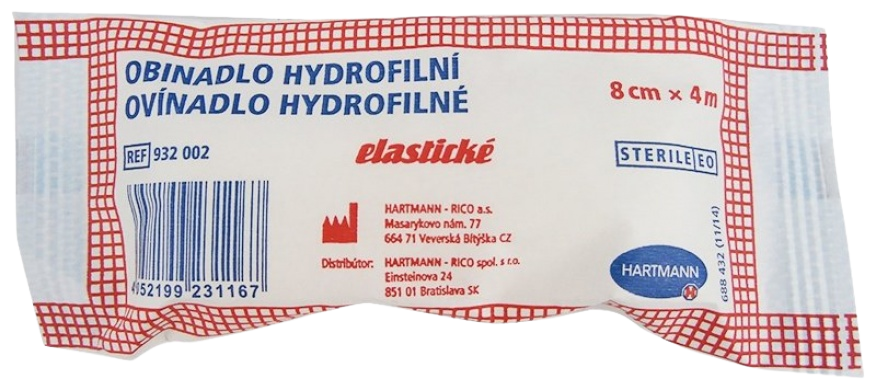 OBINADLO HYDROFILNÍ
OVÍNADLO HYDROFILNÉ
8 cm × 4 m
REF 932 002
elastické
STERILE EO
HARTMANN - RICO a.s.
Masarykovo nám. 77
664 71 Veverská Bítýška CZ
Distribútor: HARTMANN - RICO spol. s r.o.
Einsteinova 24
851 01 Bratislava SK
4052199 231167
HARTMANN
688 432 (11/14)